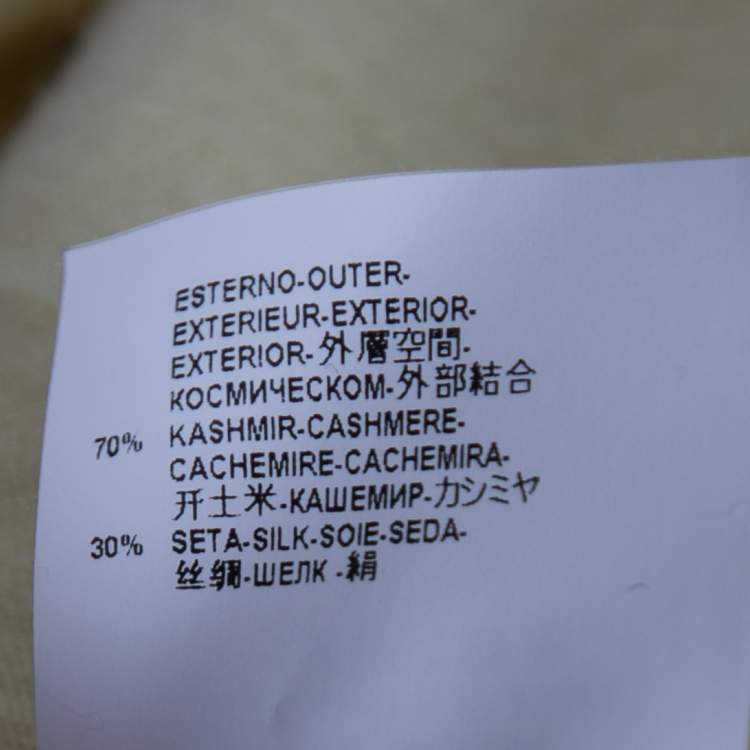 ESTERNO-OUTER-
EXTERIEUR-EXTERIOR-
EXTERIOR-外層空間-
КОСМИЧЕСКОМ-外部結合
70% KASHMIR-CASHMERE-
CACHEMIRE-CACHEMIRA-
开士米-КАШЕМИР-カシミヤ
30% SETA-SILK-SOIE-SEDA-
丝绸-ШЕЛК -絹